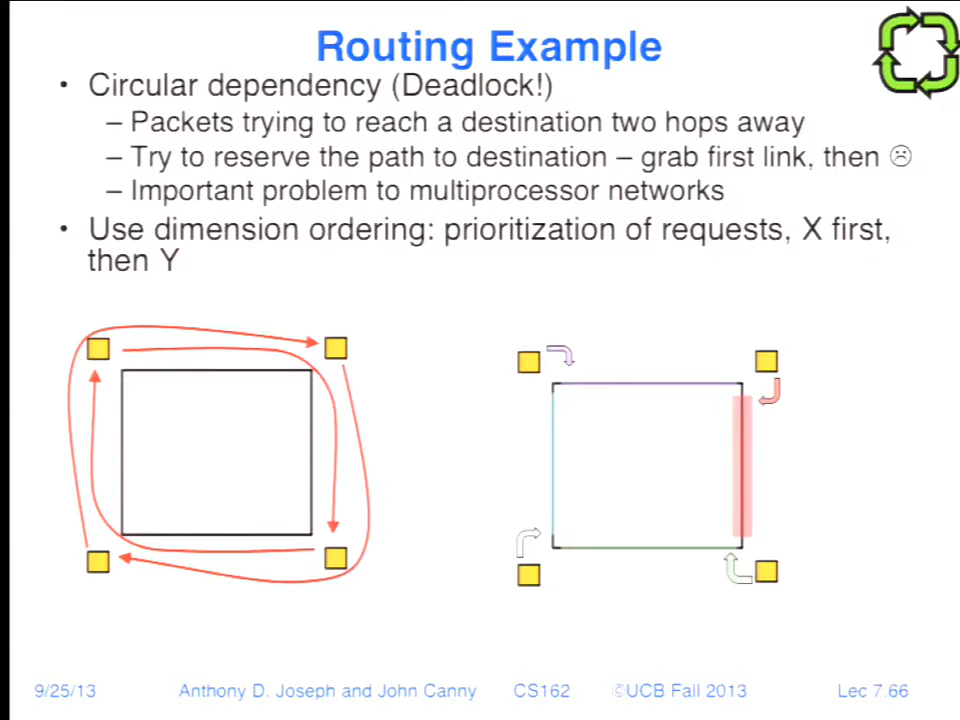 Routing Example
• Circular dependency (Deadlock!)
– Packets trying to reach a destination two hops away
– Try to reserve the path to destination – grab first link, then ☹
– Important problem to multiprocessor networks
• Use dimension ordering: prioritization of requests, X first,
then Y
9/25/13 Anthony D. Joseph and John Canny CS162 ©UCB Fall 2013 Lec 7.66